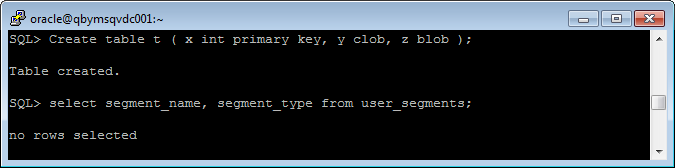 oracle@qbymsqvdc001:~
SQL> Create table t ( x int primary key, y clob, z blob );
Table created.
SQL> select segment_name, segment_type from user_segments;
no rows selected